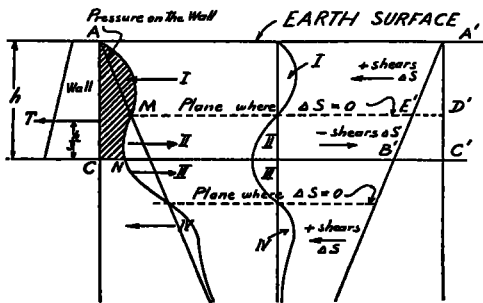 Pressure on the Wall
EARTH SURFACE
A
A'
I
I
+ shears
ΔS
h
Wall
M
Plane where ΔS=0
E'
D'
T
II
II
- shears ΔS
B'
C
N
C'
III
III
Plane where ΔS=0
IV
IV
+ shears
ΔS